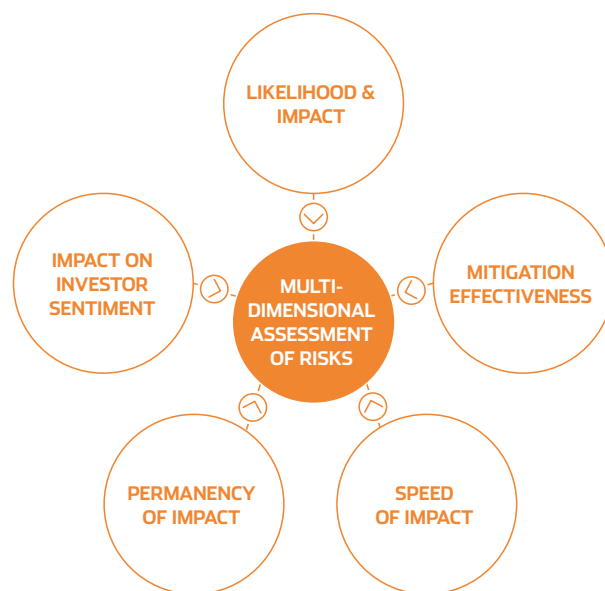 LIKELIHOOD &
IMPACT
IMPACT ON
INVESTOR
SENTIMENT
MULTI-
DIMENSIONAL
ASSESSMENT
OF RISKS
MITIGATION
EFFECTIVENESS
PERMANENCY
OF IMPACT
SPEED
OF IMPACT